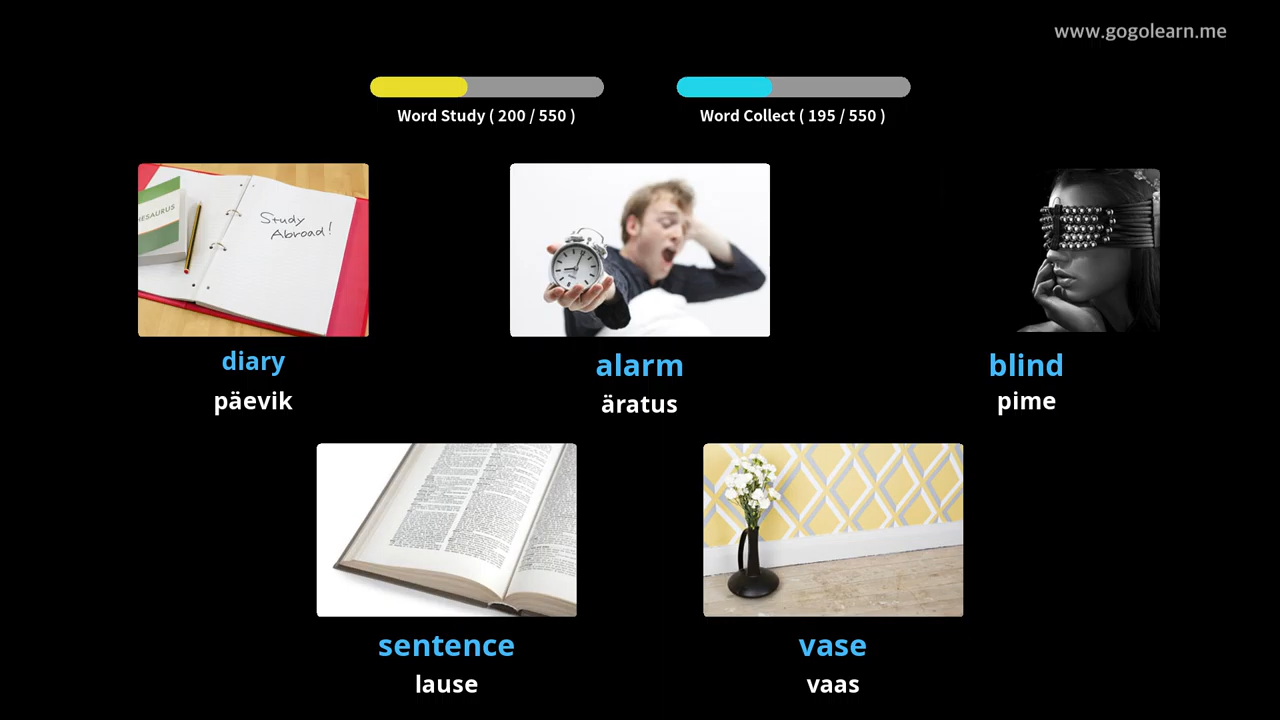 www.gogolearn.me
Word Study ( 200 / 550 )
Word Collect ( 195 / 550 )
HESAURUS
Study
Abroad!
diary
päevik
alarm
äratus
blind
pime
sentence
lause
vase
vaas